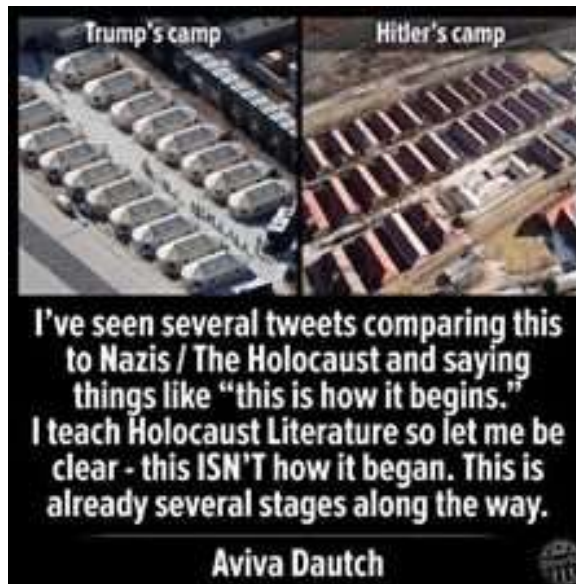 Trump's camp
Hitler's camp
I've seen several tweets comparing this
to Nazis / The Holocaust and saying
things like “this is how it begins.”
I teach Holocaust Literature so let me be
clear - this ISN'T how it began. This is
already several stages along the way.
Aviva Dautch